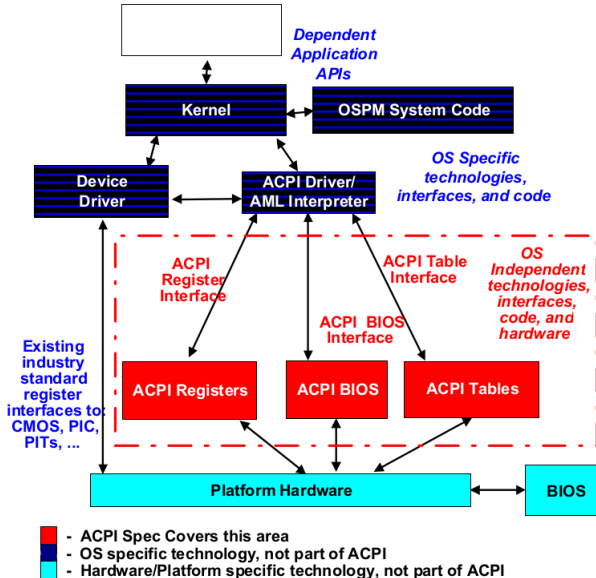 Dependent
Application
APIs
Kernel
OSPM System Code
OS Specific
technologies,
interfaces, and code
Device
Driver
ACPI Driver/
AML Interpreter
ACPI
Register
Interface
ACPI Table
Interface
OS
Independent
technologies,
interfaces,
code, and
hardware
ACPI BIOS
Interface
Existing
industry
standard
register
interfaces to:
CMOS, PIC,
PITs, ...
ACPI Registers
ACPI BIOS
ACPI Tables
Platform Hardware
BIOS
- ACPI Spec Covers this area
- OS specific technology, not part of ACPI
- Hardware/Platform specific technology, not part of ACPI